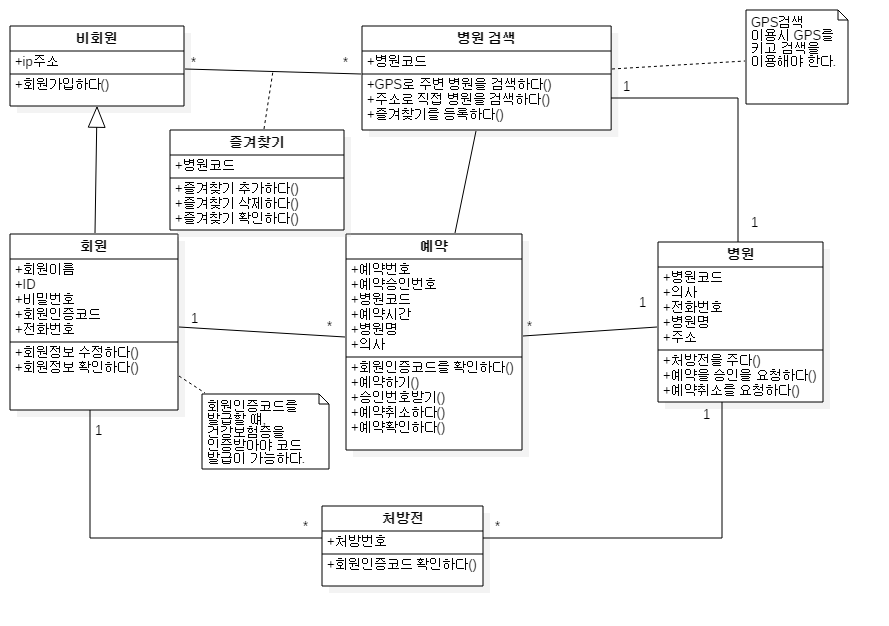 비회원
+ip주소
+회원가입하다()
*
*
병원 검색
+병원코드
+GPS로 주변 병원을 검색하다()
+주소로 직접 병원을 검색하다()
+즐겨찾기를 등록하다()
GPS검색
이용시 GPS를
키고 검색을
이용해야 한다.
1
1
즐겨찾기
+병원코드
+즐겨찾기 추가하다()
+즐겨찾기 삭제하다()
+즐겨찾기 확인하다()
회원
+회원이름
+ID
+비밀번호
+회원인증코드
+전화번호
+회원정보 수정하다()
+회원정보 확인하다()
1
*
예약
+예약번호
+예약승인번호
+병원코드
+예약시간
+병원명
+의사
+회원인증코드를 확인하다()
+예약하기()
+승인번호받기()
+예약취소하다()
+예약확인하다()
*
1
병원
+병원코드
+의사
+전화번호
+병원명
+주소
+처방전을 주다()
+예약을 승인을 요청하다()
+예약취소를 요청하다()
회원인증코드를
발급할 떄,
건강보험증을
인증받아야 코드
발급이 가능하다.
1
1
*
*
처방전
+처방번호
+회원인증코드 확인하다()